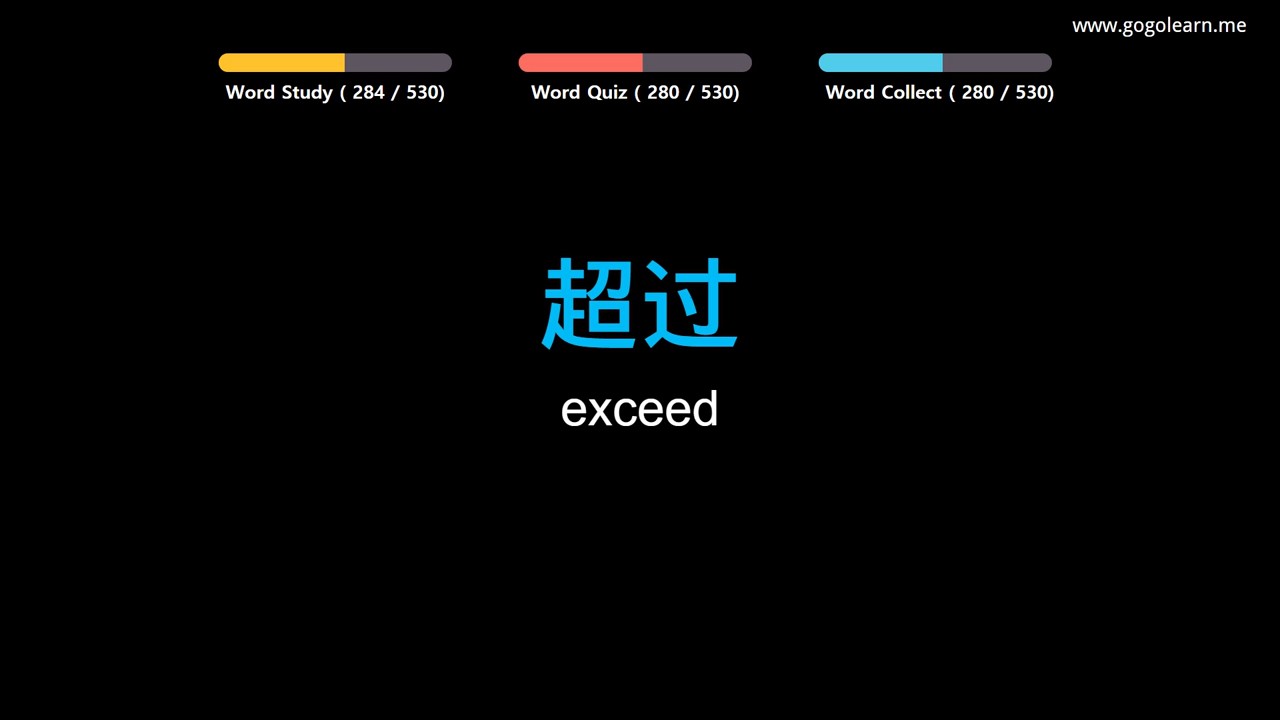 www.gogolearn.me
Word Study ( 284 / 530)
Word Quiz ( 280 / 530)
Word Collect ( 280 / 530)
超过
exceed